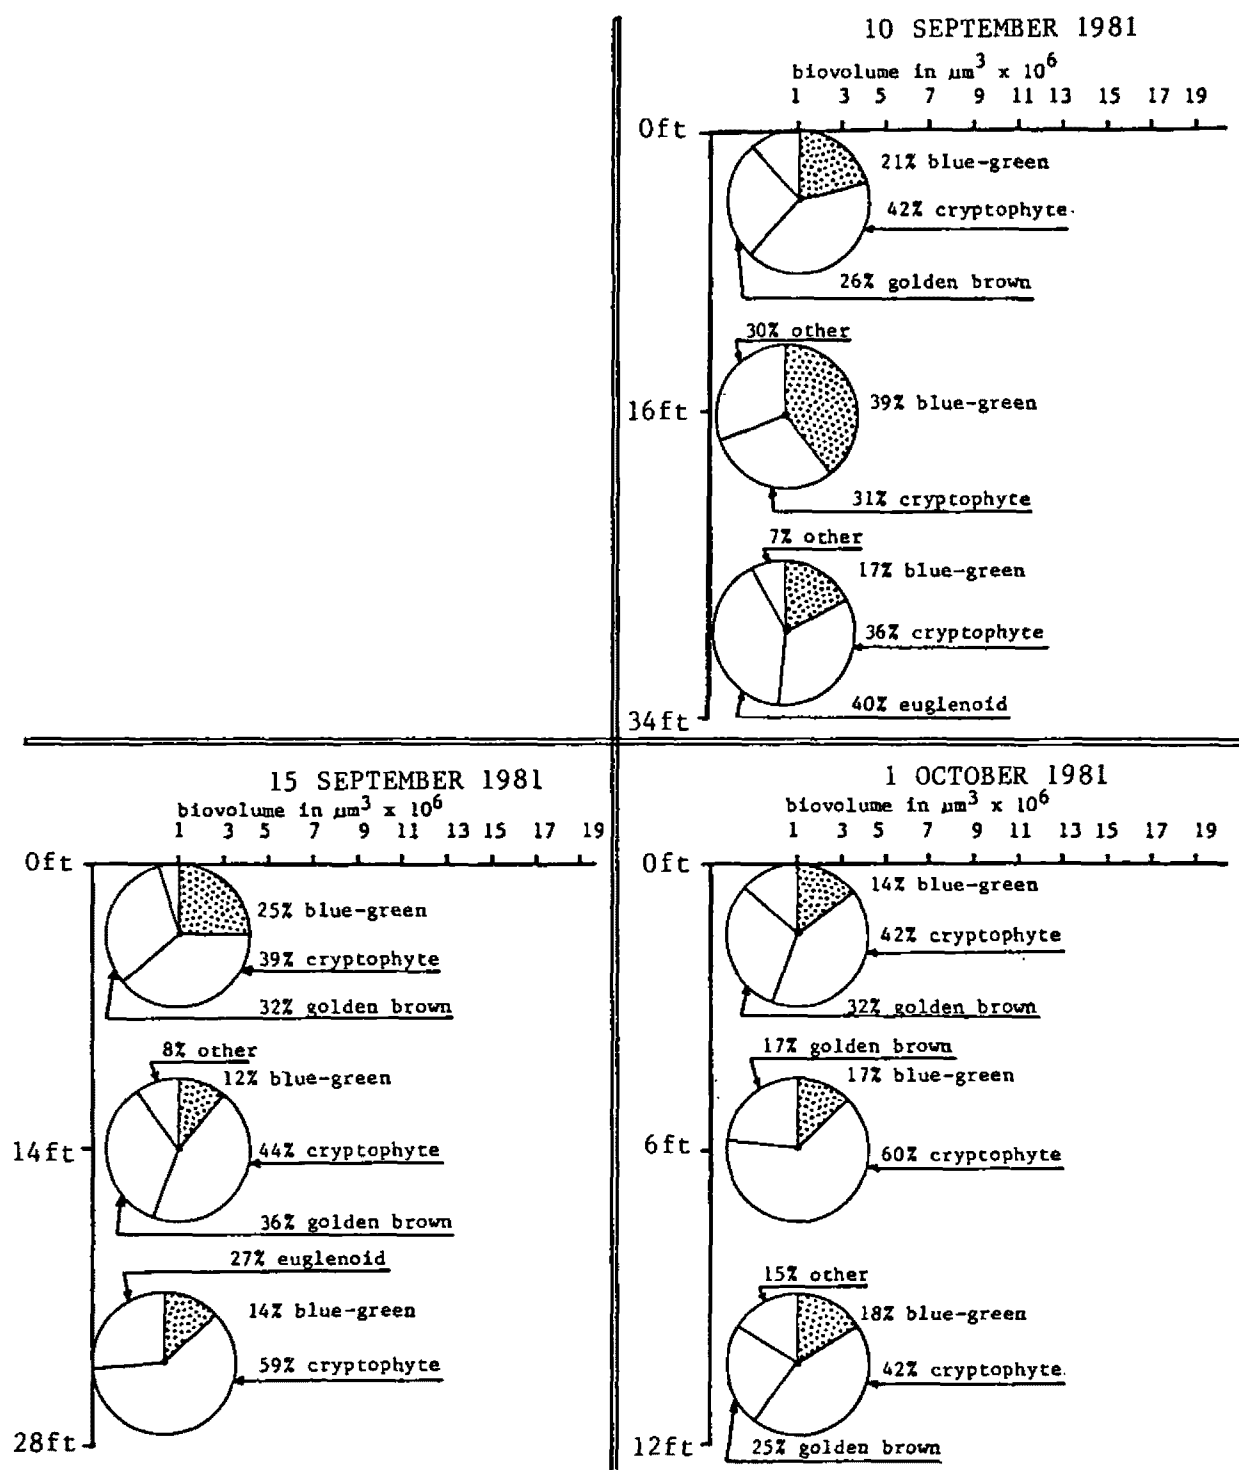 10 SEPTEMBER 1981
biovolume in μm³ x 10⁶
1 3 5 7 9 11 13 15 17 19
0ft
21% blue-green
42% cryptophyte
26% golden brown
30% other
16ft
39% blue-green
31% cryptophyte
7% other
17% blue-green
36% cryptophyte
40% euglenoid
34ft
15 SEPTEMBER 1981
biovolume in μm³ x 10⁶
1 3 5 7 9 11 13 15 17 19
0ft
25% blue-green
39% cryptophyte
32% golden brown
8% other
12% blue-green
14ft
44% cryptophyte
36% golden brown
27% euglenoid
14% blue-green
59% cryptophyte
28ft
1 OCTOBER 1981
biovolume in μm³ x 10⁶
1 3 5 7 9 11 13 15 17 19
0ft
14% blue-green
42% cryptophyte
32% golden brown
17% golden brown
17% blue-green
6ft
60% cryptophyte
15% other
18% blue-green
42% cryptophyte
12ft
25% golden brown